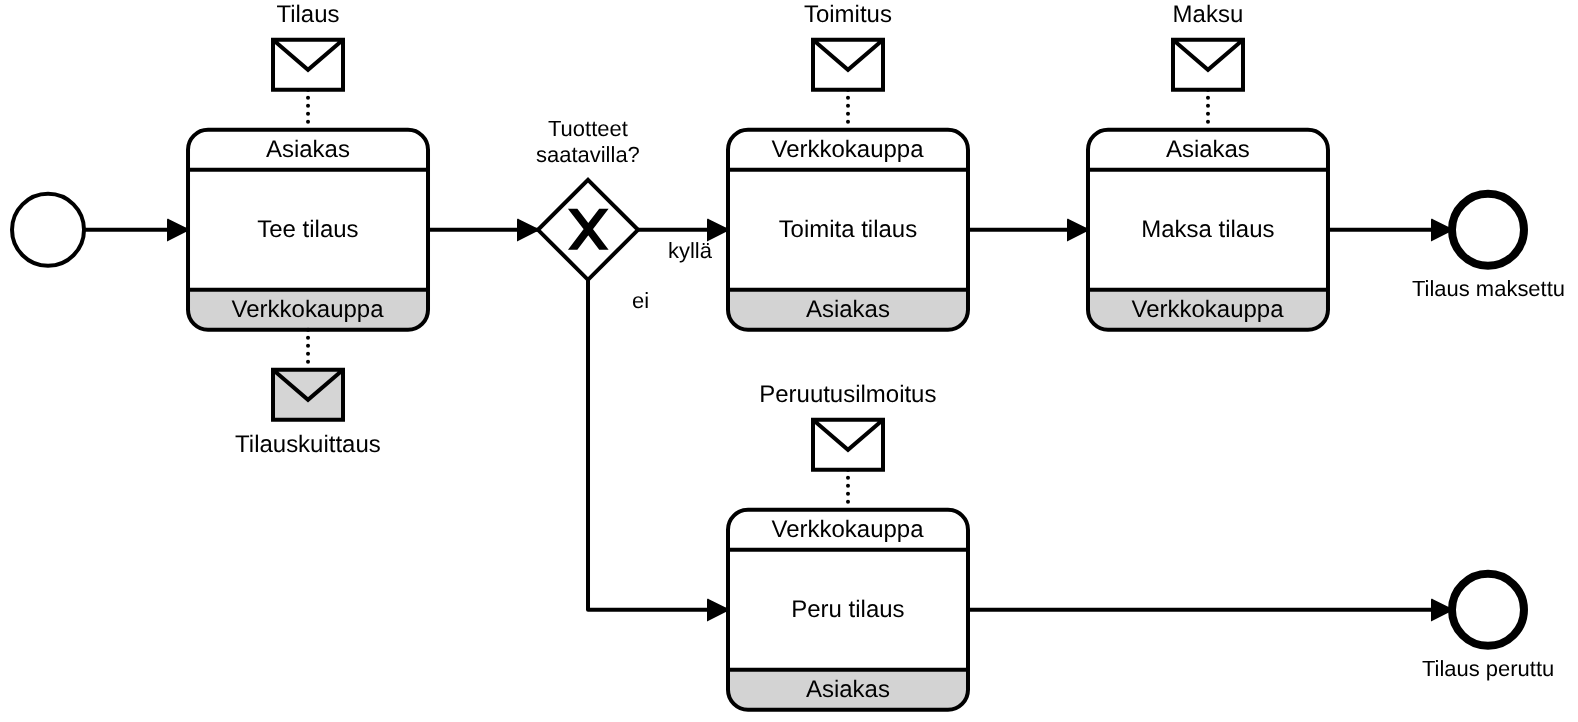 Tilaus
Toimitus
Maksu
Tuotteet
saatavilla?
Asiakas
Verkkokauppa
Asiakas
Tee tilaus
Toimita tilaus
Maksa tilaus
kyllä
Tilaus maksettu
ei
Verkkokauppa
Asiakas
Verkkokauppa
Peruutusilmoitus
Tilauskuittaus
Verkkokauppa
Peru tilaus
Tilaus peruttu
Asiakas